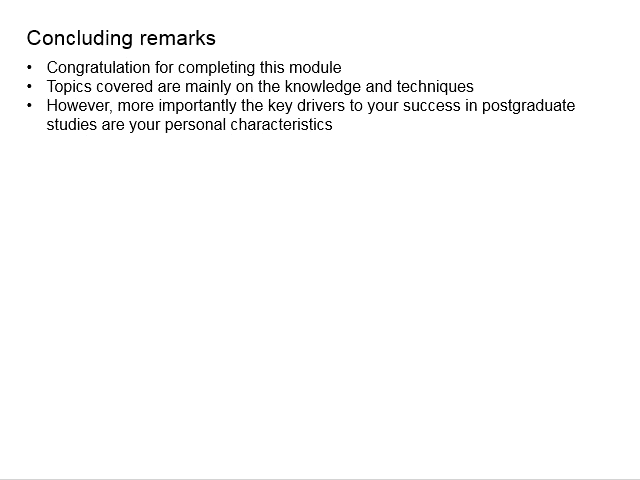 Concluding remarks
• Congratulation for completing this module
• Topics covered are mainly on the knowledge and techniques
• However, more importantly the key drivers to your success in postgraduate
studies are your personal characteristics